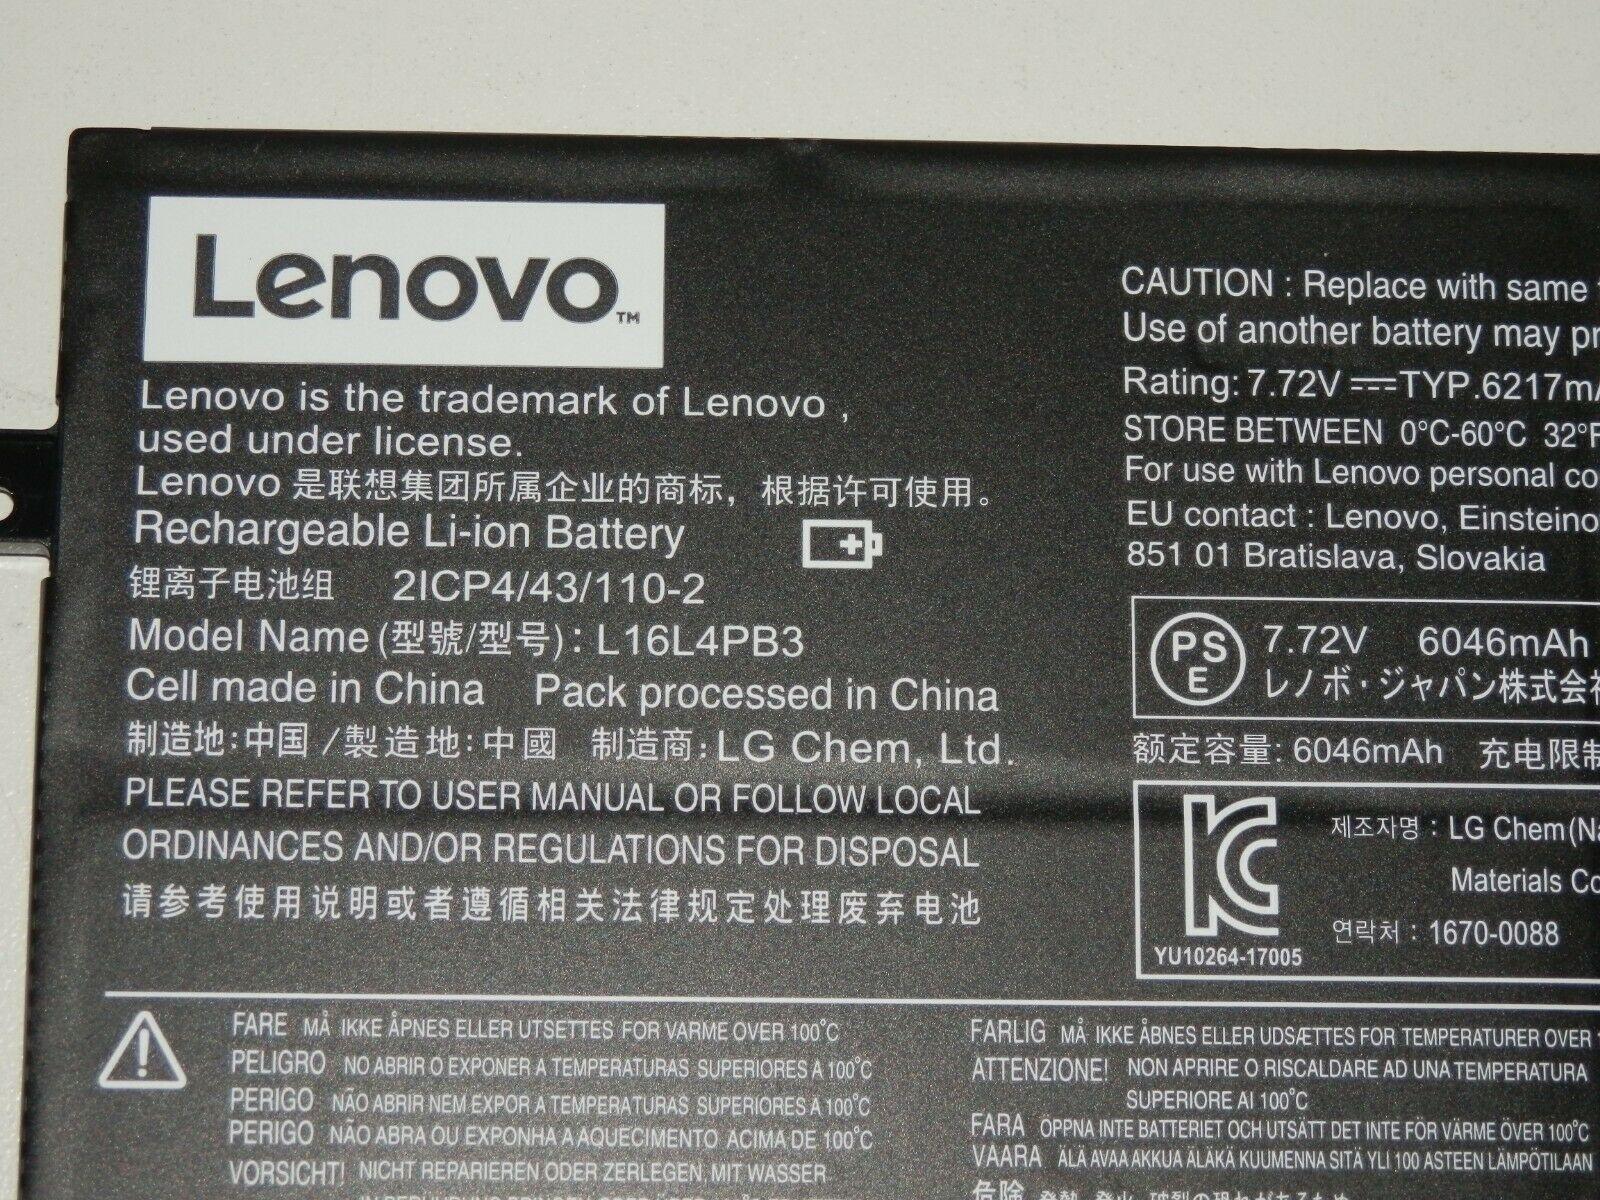 Lenovo™
Lenovo is the trademark of Lenovo ,
used under license.
Lenovo 是联想集团所属企业的商标，根据许可使用。
Rechargeable Li-ion Battery
锂离子电池组 2ICP4/43/110-2
Model Name (型號/型号): L16L4PB3
Cell made in China Pack processed in China
制造地:中国 /製造地:中國 制造商: LG Chem, Ltd.
PLEASE REFER TO USER MANUAL OR FOLLOW LOCAL
ORDINANCES AND/OR REGULATIONS FOR DISPOSAL
请参考使用说明或者遵循相关法律规定处理废弃电池
CAUTION : Replace with same
Use of another battery may
Rating: 7.72V ⎓TYP.6217mA
STORE BETWEEN 0°C-60°C 32°F
For use with Lenovo personal co
EU contact : Lenovo, Einsteino
851 01 Bratislava, Slovakia
PSE 7.72V 6046mAh
レノボ・ジャパン株式会社
额定容量: 6046mAh 充电限制
제조자명 : LG Chem (Na
Materials Co
연락처 : 1670-0088
YU10264-17005
FARE MÅ IKKE ÅPNES ELLER UTSETTES FOR VARME OVER 100°C
PELIGRO NO ABRIR O EXPONER A TEMPERATURAS SUPERIORES A 100°C
PERIGO NÃO ABRIR NEM EXPOR A TEMPERATURAS SUPERIORES À 100°C
PERIGO NÃO ABRA OU EXPONHA A AQUECIMENTO ACIMA DE 100°C
VORSICHT! NICHT REPARIEREN ODER ZERLEGEN. MIT WASSER
FARLIG MÅ IKKE ÅBNES ELLER UDSÆTTES FOR TEMPERATURER OVER
ATTENZIONE! NON APRIRE O RISCALDARE AD UNA TEMPERATURA
SUPERIORE AI 100°C
FARA ÖPPNA INTE BATTERIET OCH UTSÄTT DET INTE FÖR VÄRME ÖVER 100°C
VAARA ÄLÄ AVAA AKKUA ÄLÄKÄ KUUMENNA SITÄ YLI 100 ASTEEN LÄMPÖTILAAN
危険